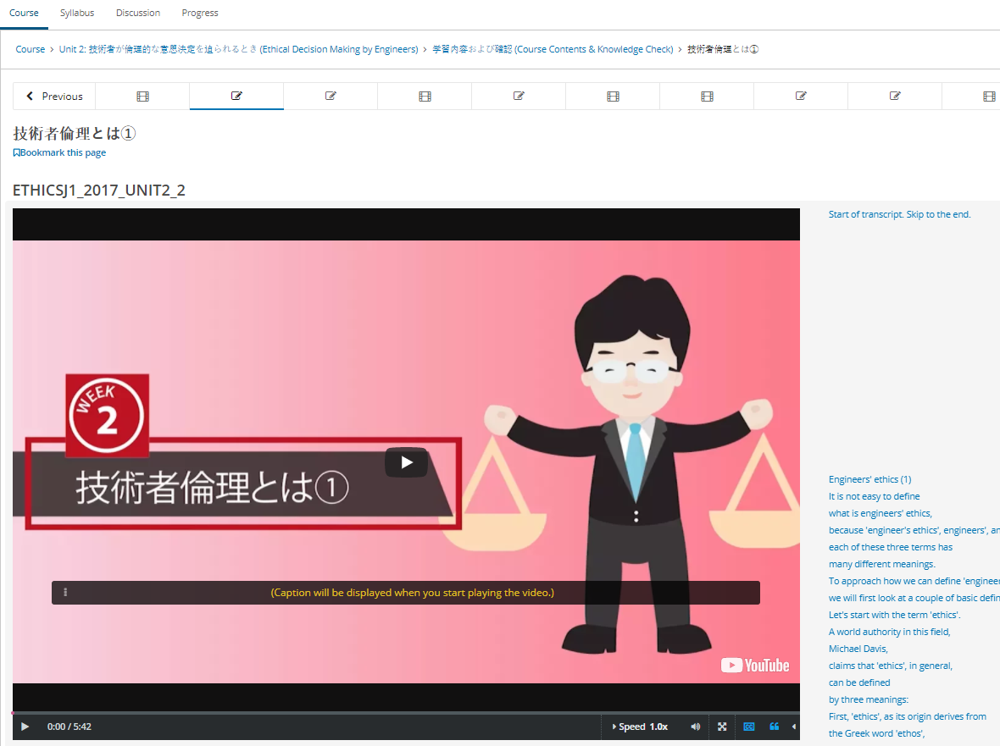 Course Syllabus Discussion Progress
Course > Unit 2: 技術者が倫理的な意思決定を迫られるとき (Ethical Decision Making by Engineers) > 学習内容および確認 (Course Contents & Knowledge Check) > 技術者倫理とは①
Previous
技術者倫理とは①
Bookmark this page
ETHICSJ1_2017_UNIT2_2
WEEK
2
技術者倫理とは①
(Caption will be displayed when you start playing the video.)
YouTube
0:00 / 5:42
Speed 1.0x
CC
Start of transcript. Skip to the end.
Engineers' ethics (1)
It is not easy to define
what is engineers' ethics,
because 'engineer's ethics', engineers', an
each of these three terms has
many different meanings.
To approach how we can define 'engineer
we will first look at a couple of basic defin
Let's start with the term 'ethics'.
A world authority in this field,
Michael Davis,
claims that 'ethics', in general,
can be defined
by three meanings:
First, 'ethics', as its origin derives from
the Greek word 'ethos',